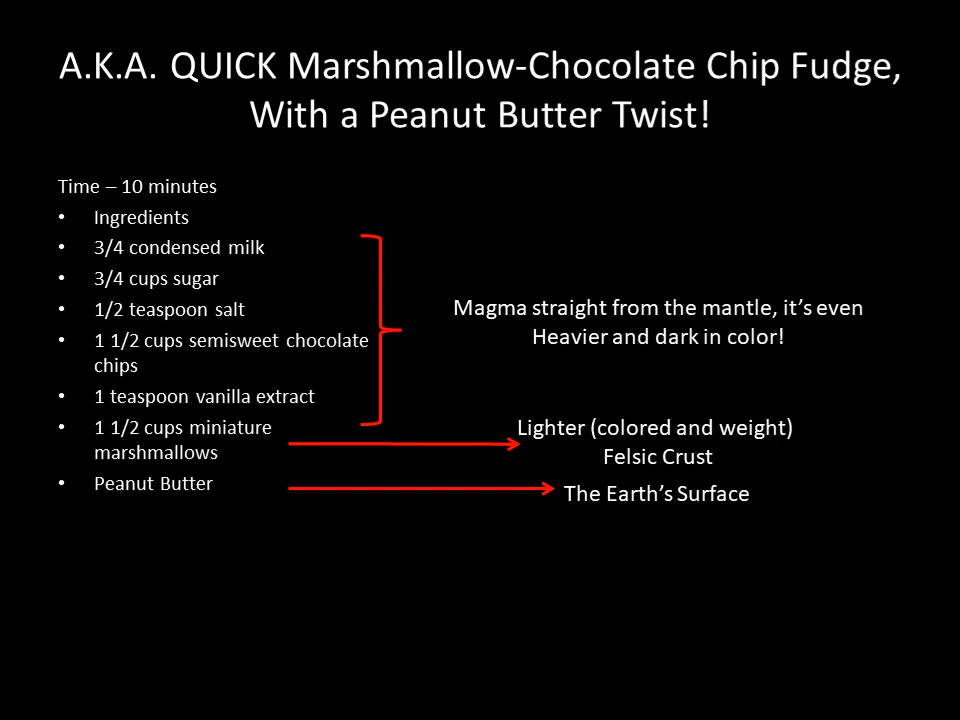 A.K.A. QUICK Marshmallow-Chocolate Chip Fudge,
With a Peanut Butter Twist!
Time – 10 minutes
• Ingredients
• 3/4 condensed milk
• 3/4 cups sugar
• 1/2 teaspoon salt
• 1 1/2 cups semisweet chocolate
chips
• 1 teaspoon vanilla extract
• 1 1/2 cups miniature
marshmallows
• Peanut Butter
Magma straight from the mantle, it’s even
Heavier and dark in color!
Lighter (colored and weight)
Felsic Crust
The Earth’s Surface